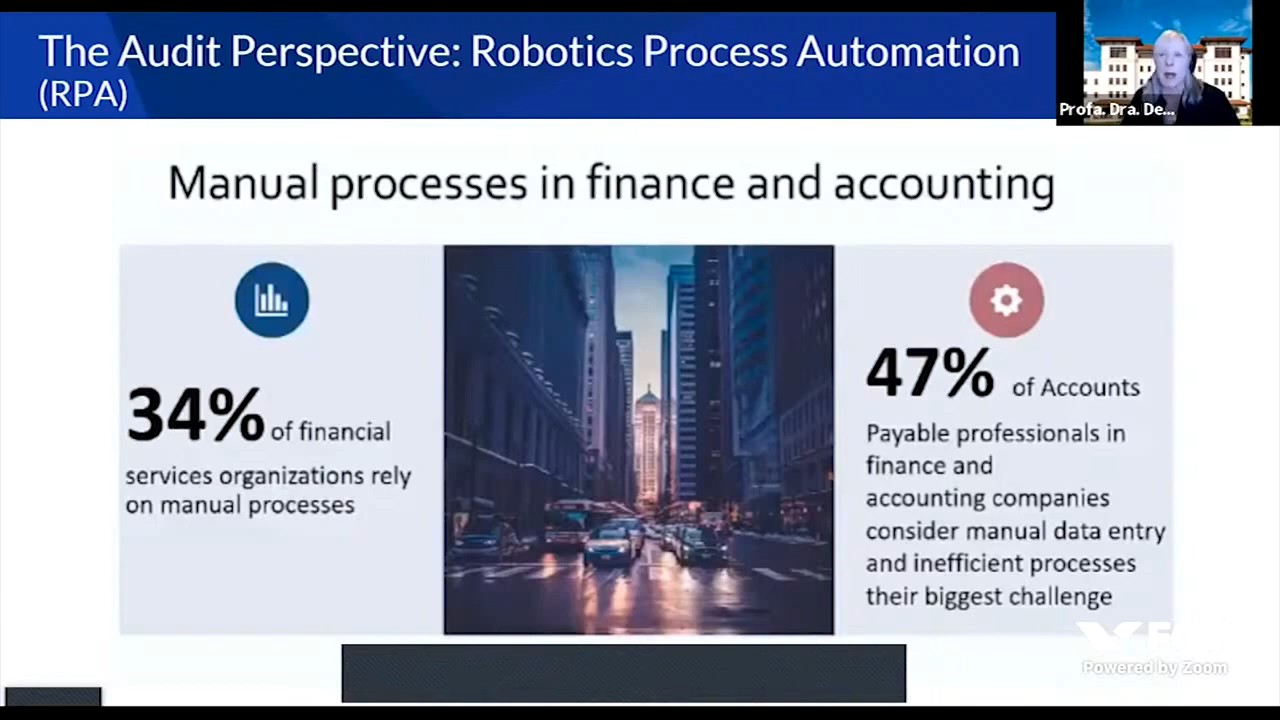 The Audit Perspective: Robotics Process Automation
(RPA)
Profa. Dra. De...
Manual processes in finance and accounting
34% of financial
services organizations rely
on manual processes
47% of Accounts
Payable professionals in
finance and
accounting companies
consider manual data entry
and inefficient processes
their biggest challenge
Powered by Zoom